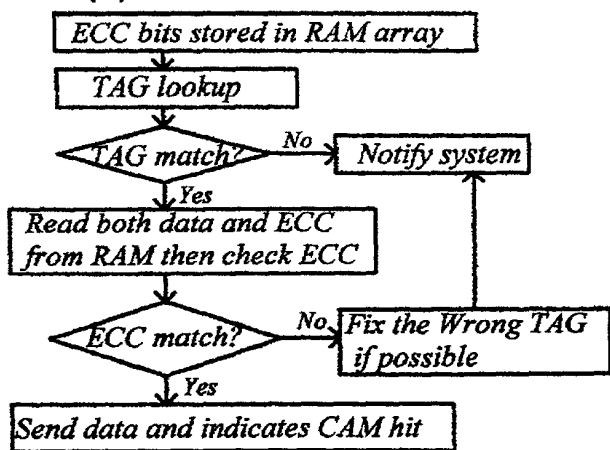 ECC bits stored in RAM array
TAG lookup
TAG match?
No
Notify system
Yes
Read both data and ECC
from RAM then check ECC
ECC match?
No
Fix the Wrong TAG
if possible
Yes
Send data and indicates CAM hit